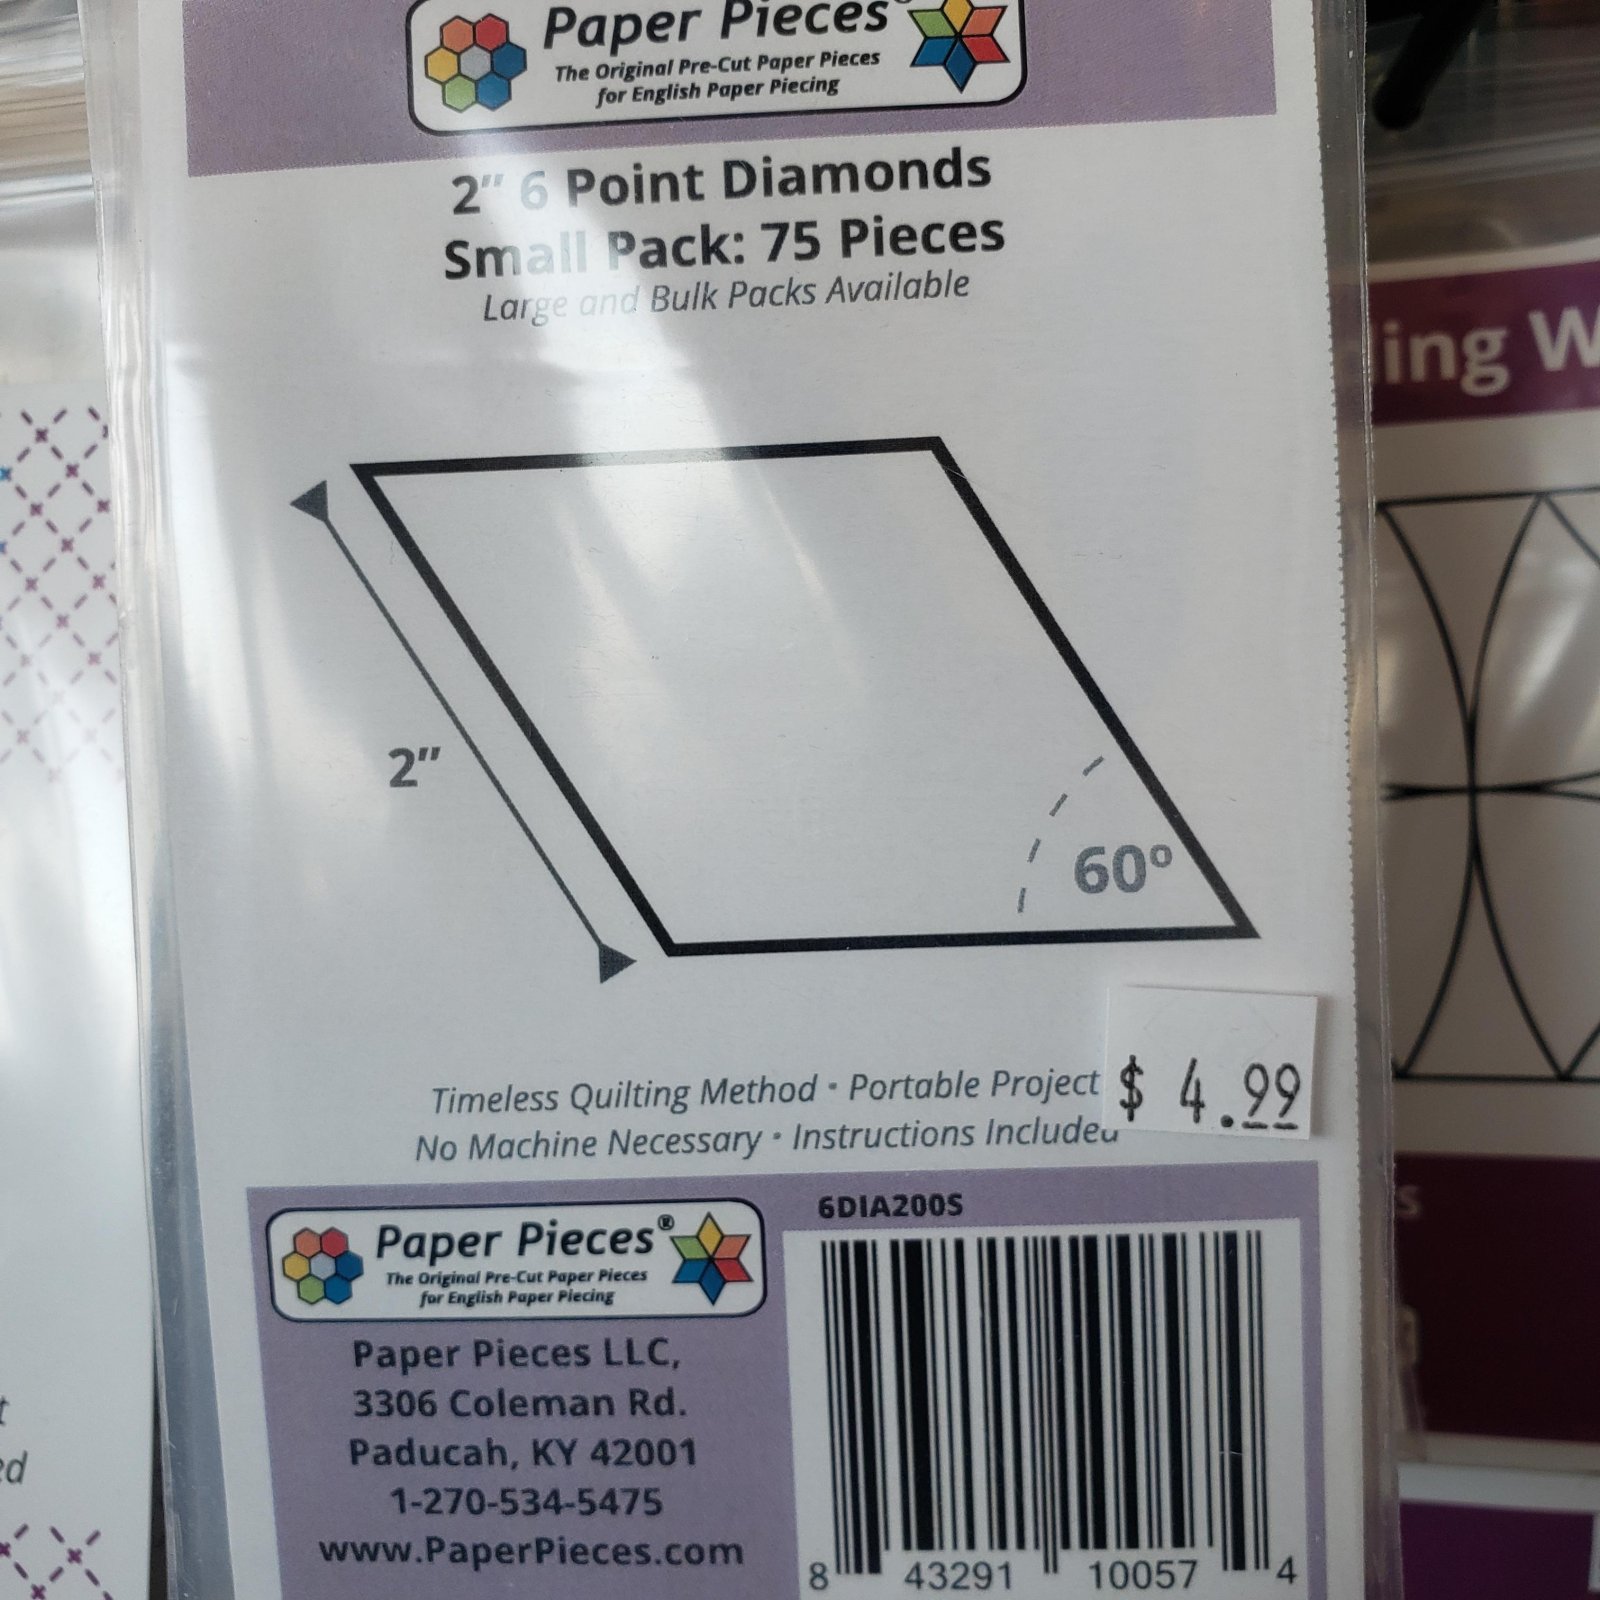 Paper Pieces®
The Original Pre-Cut Paper Pieces
for English Paper Piecing
2" 6 Point Diamonds
Small Pack: 75 Pieces
Large and Bulk Packs Available
2"
60º
Timeless Quilting Method • Portable Project
$ 4.99
No Machine Necessary • Instructions Included
Paper Pieces®
The Original Pre-Cut Paper Pieces
for English Paper Piecing
Paper Pieces LLC,
3306 Coleman Rd.
Paducah, KY 42001
1-270-534-5475
www.PaperPieces.com
6DIA200S
8 43291 10057 4
ing W